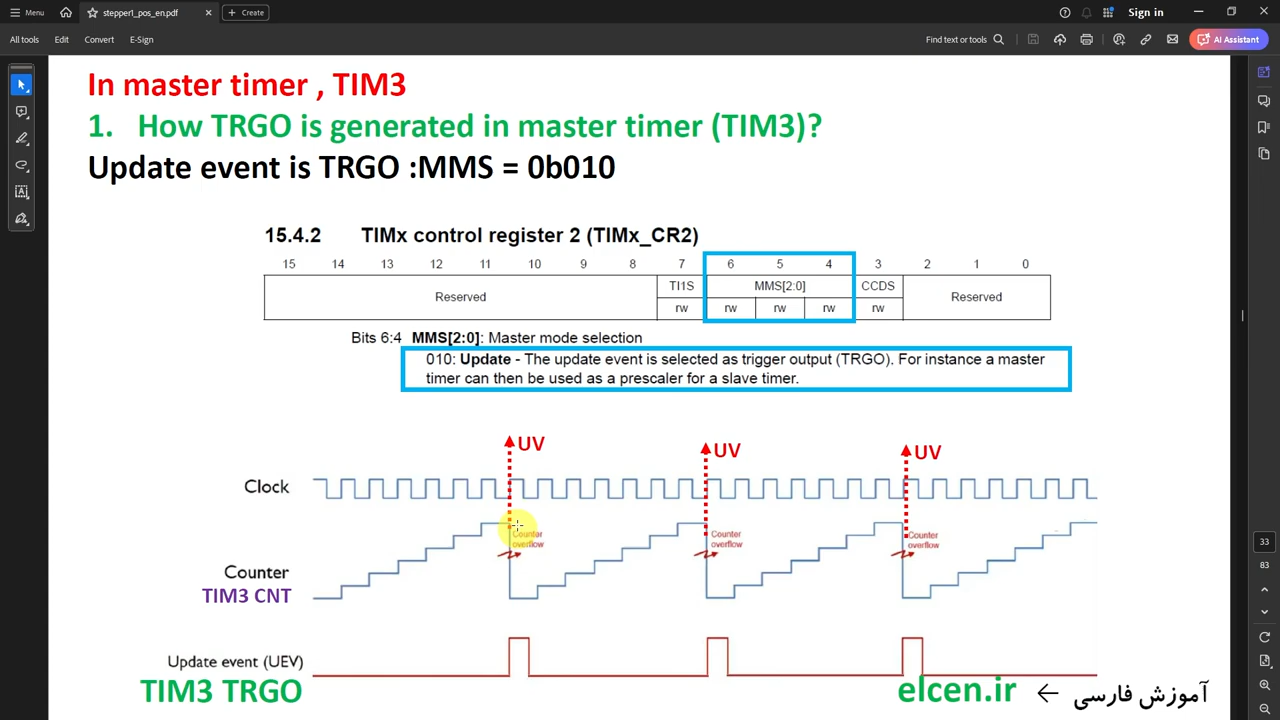 Menu
stepper1_pos_en.pdf
Create
Sign in
All tools
Edit
Convert
E-Sign
Find text or tools
AI Assistant
In master timer , TIM3
1. How TRGO is generated in master timer (TIM3)?
Update event is TRGO :MMS = 0b010
15.4.2 TIMx control register 2 (TIMx_CR2)
15 14 13 12 11 10 9 8 7 6 5 4 3 2 1 0
Reserved TI1S MMS[2:0] CCDS Reserved
rw rw rw rw rw
Bits 6:4 MMS[2:0]: Master mode selection
010: Update - The update event is selected as trigger output (TRGO). For instance a master
timer can then be used as a prescaler for a slave timer.
UV UV UV
Clock
Counter overflow
Counter overflow
Counter overflow
Counter
TIM3 CNT
Update event (UEV)
TIM3 TRGO
elcen.ir ← آموزش فارسی
33
83